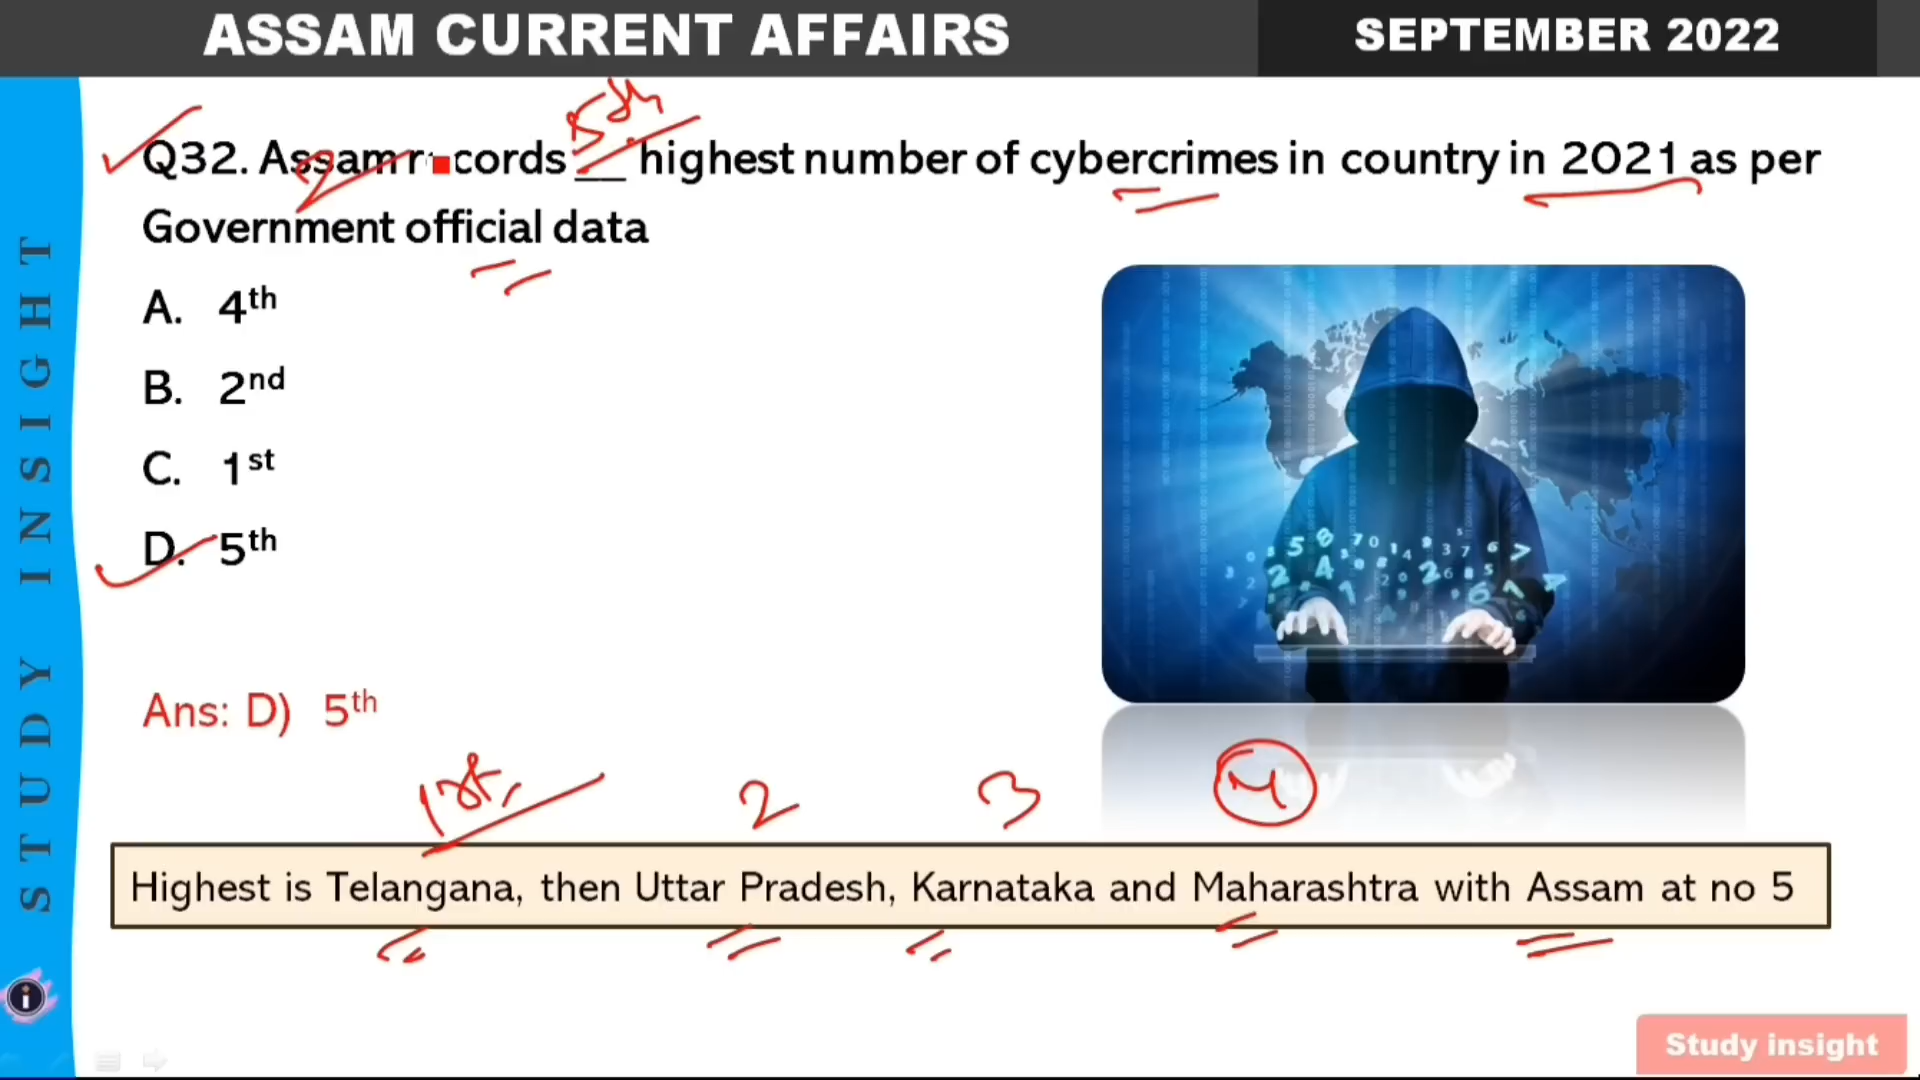 ASSAM CURRENT AFFAIRS
SEPTEMBER 2022
5th
Q32. Assam records __ highest number of cybercrimes in country in 2021 as per
Government official data
A. 4th
B. 2nd
C. 1st
D. 5th
Ans: D) 5th
1st, 2 3 4
Highest is Telangana, then Uttar Pradesh, Karnataka and Maharashtra with Assam at no 5
STUDY INSIGHT
Study insight